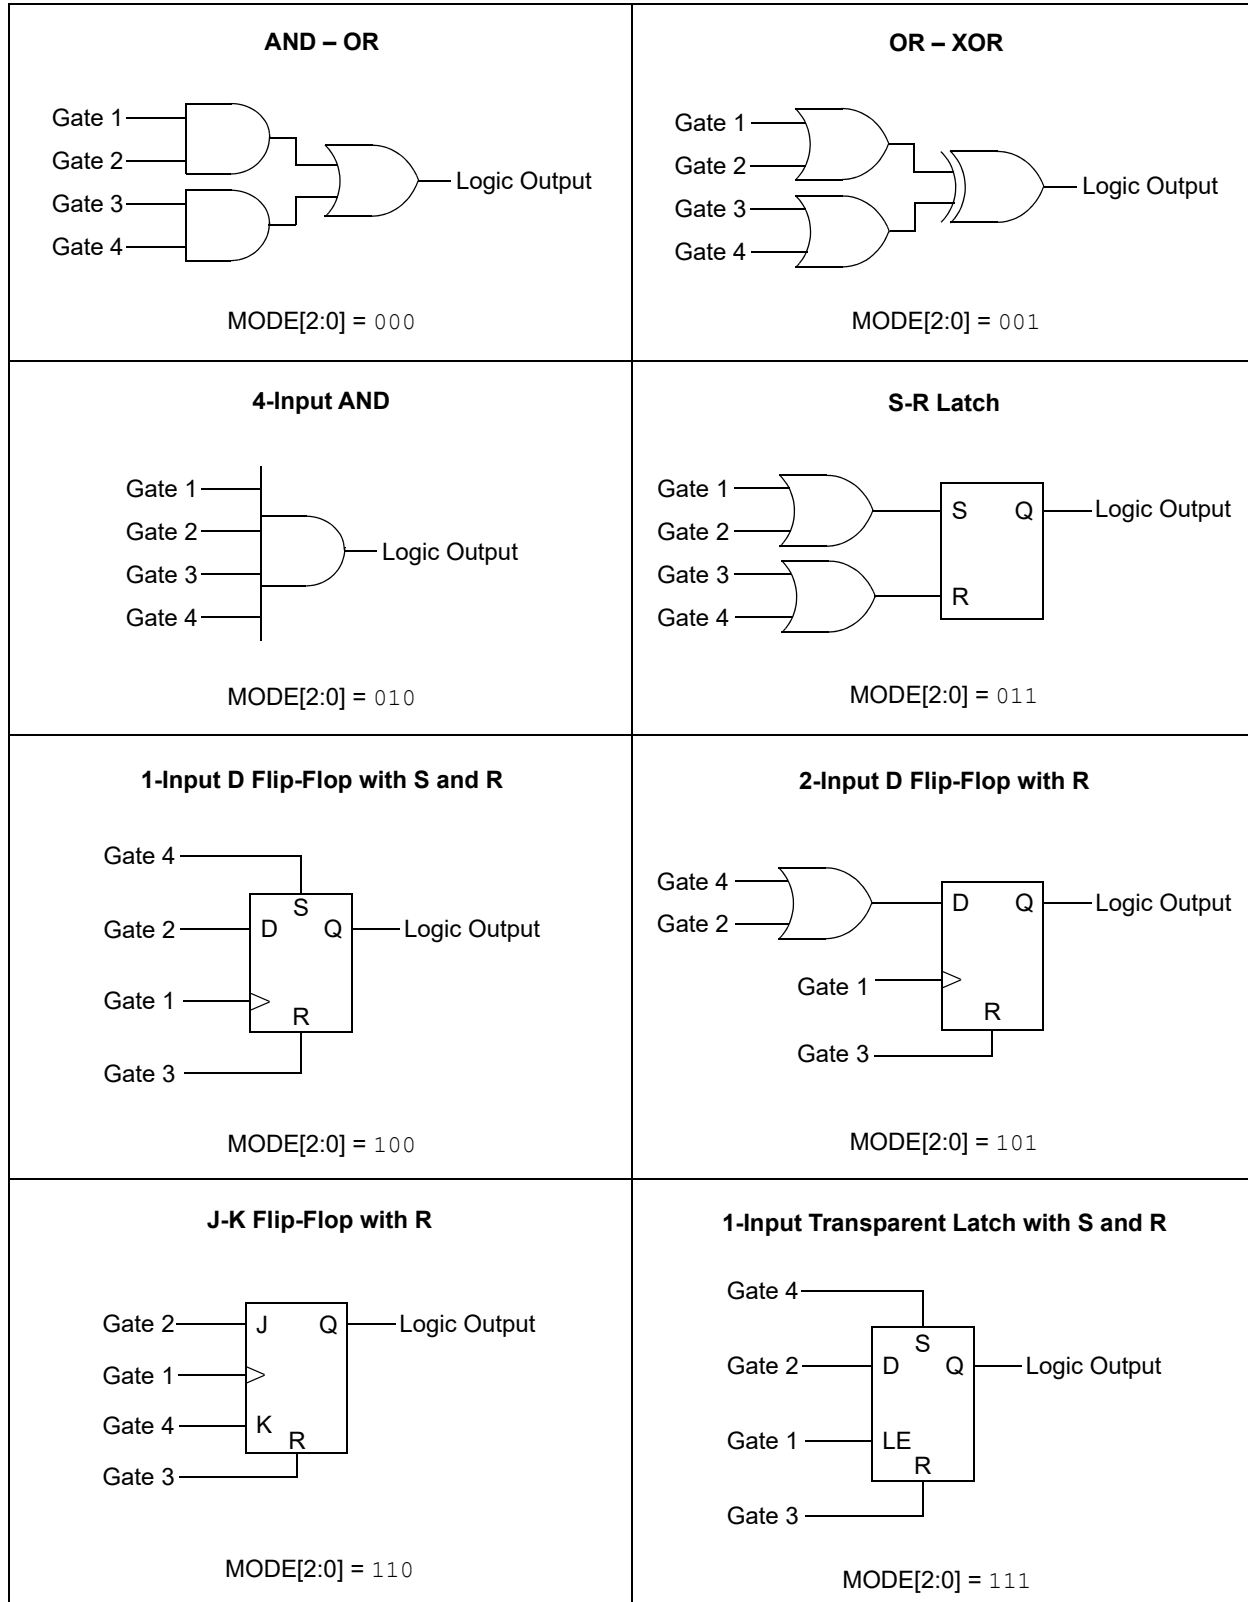 AND – OR
Gate 1
Gate 2
Gate 3
Gate 4
Logic Output
MODE[2:0] = 000
OR – XOR
Gate 1
Gate 2
Gate 3
Gate 4
Logic Output
MODE[2:0] = 001
4-Input AND
Gate 1
Gate 2
Gate 3
Gate 4
Logic Output
MODE[2:0] = 010
S-R Latch
Gate 1
Gate 2
Gate 3
Gate 4
S Q
R
Logic Output
MODE[2:0] = 011
1-Input D Flip-Flop with S and R
Gate 4
S
Gate 2
D Q
Logic Output
Gate 1
R
Gate 3
MODE[2:0] = 100
2-Input D Flip-Flop with R
Gate 4
Gate 2
D Q
Logic Output
Gate 1
R
Gate 3
MODE[2:0] = 101
J-K Flip-Flop with R
Gate 2
J Q
Logic Output
Gate 1
Gate 4
K
R
Gate 3
MODE[2:0] = 110
1-Input Transparent Latch with S and R
Gate 4
S
Gate 2
D Q
Logic Output
Gate 1
LE
R
Gate 3
MODE[2:0] = 111